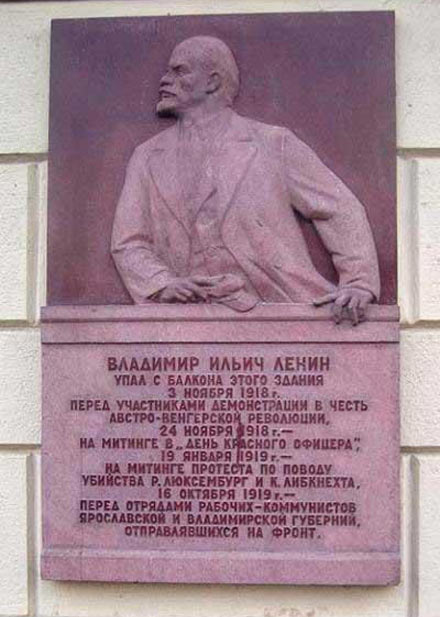 ВЛАДИМИР ИЛЬИЧ ЛЕНИН
УПАЛ С БАЛКОНА ЭТОГО ЗДАНИЯ
3 НОЯБРЯ 1918 г.
ПЕРЕД УЧАСТНИКАМИ ДЕМОНСТРАЦИИ В ЧЕСТЬ
АВСТРО-ВЕНГЕРСКОЙ РЕВОЛЮЦИИ,
24 НОЯБРЯ 1918 г.—
НА МИТИНГЕ В „ДЕНЬ КРАСНОГО ОФИЦЕРА",
19 ЯНВАРЯ 1919 г.—
НА МИТИНГЕ ПРОТЕСТА ПО ПОВОДУ
УБИЙСТВА Р. ЛЮКСЕМБУРГ И К. ЛИБКНЕХТА,
16 ОКТЯБРЯ 1919 г.—
ПЕРЕД ОТРЯДАМИ РАБОЧИХ-КОММУНИСТОВ
ЯРОСЛАВСКОЙ И ВЛАДИМИРСКОЙ ГУБЕРНИЙ,
ОТПРАВЛЯВШИХСЯ НА ФРОНТ.